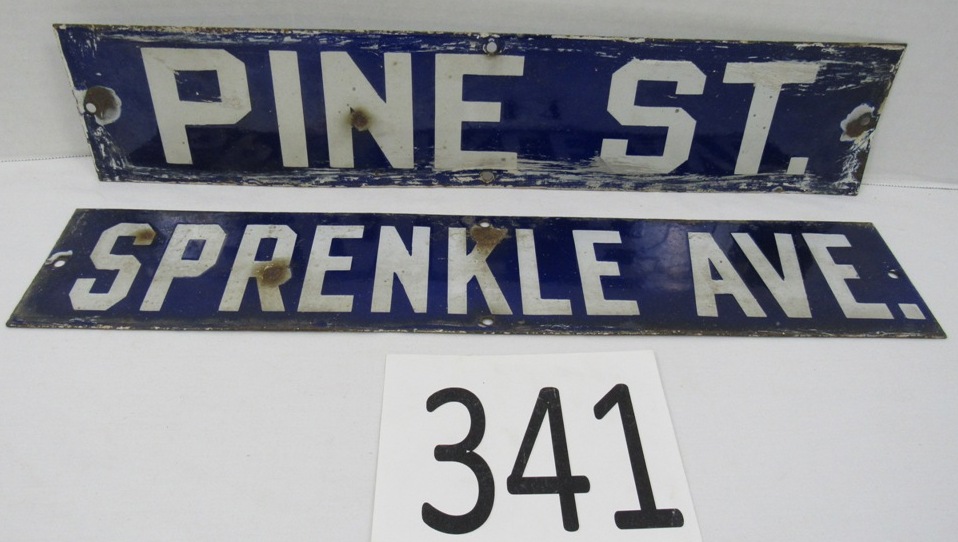 PINE ST.
SPRENKLE AVE.
341